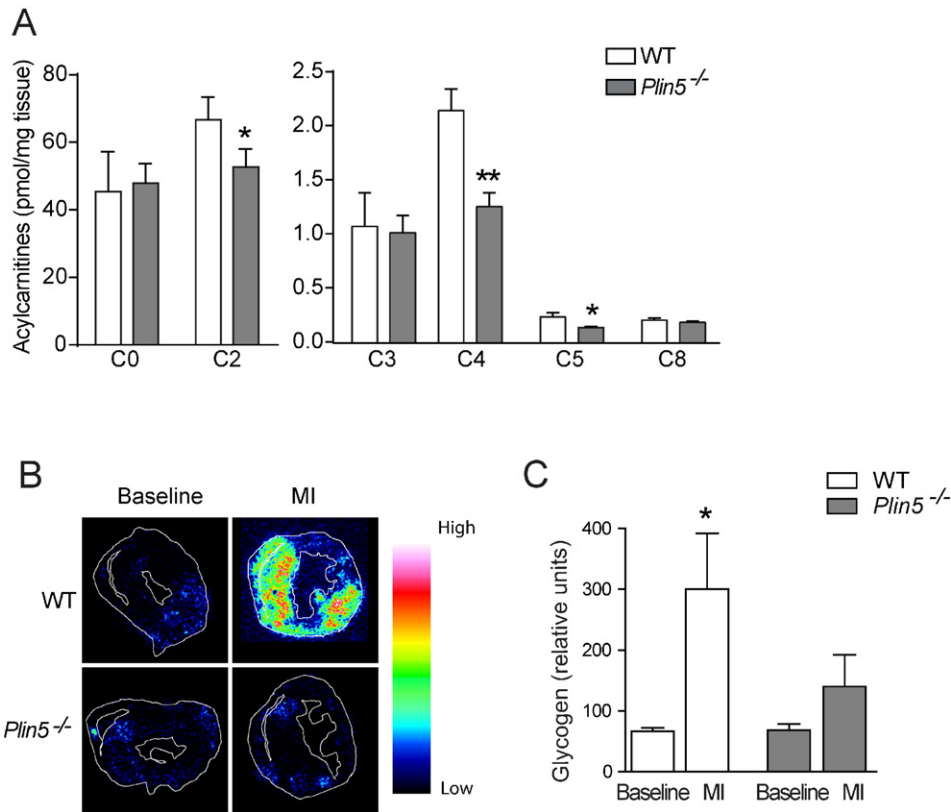 A
WT
Plin5 -/-
Acylcarnitines (pmol/mg tissue)
80
60
40
20
0
*
C0 C2
2.5
2.0
1.5
1.0
0.5
0.0
**
*
C3 C4 C5 C8
B
Baseline MI
WT
Plin5 -/-
High
Low
C
WT
Plin5 -/-
Glycogen (relative units)
400
300
200
100
0
*
Baseline MI Baseline MI